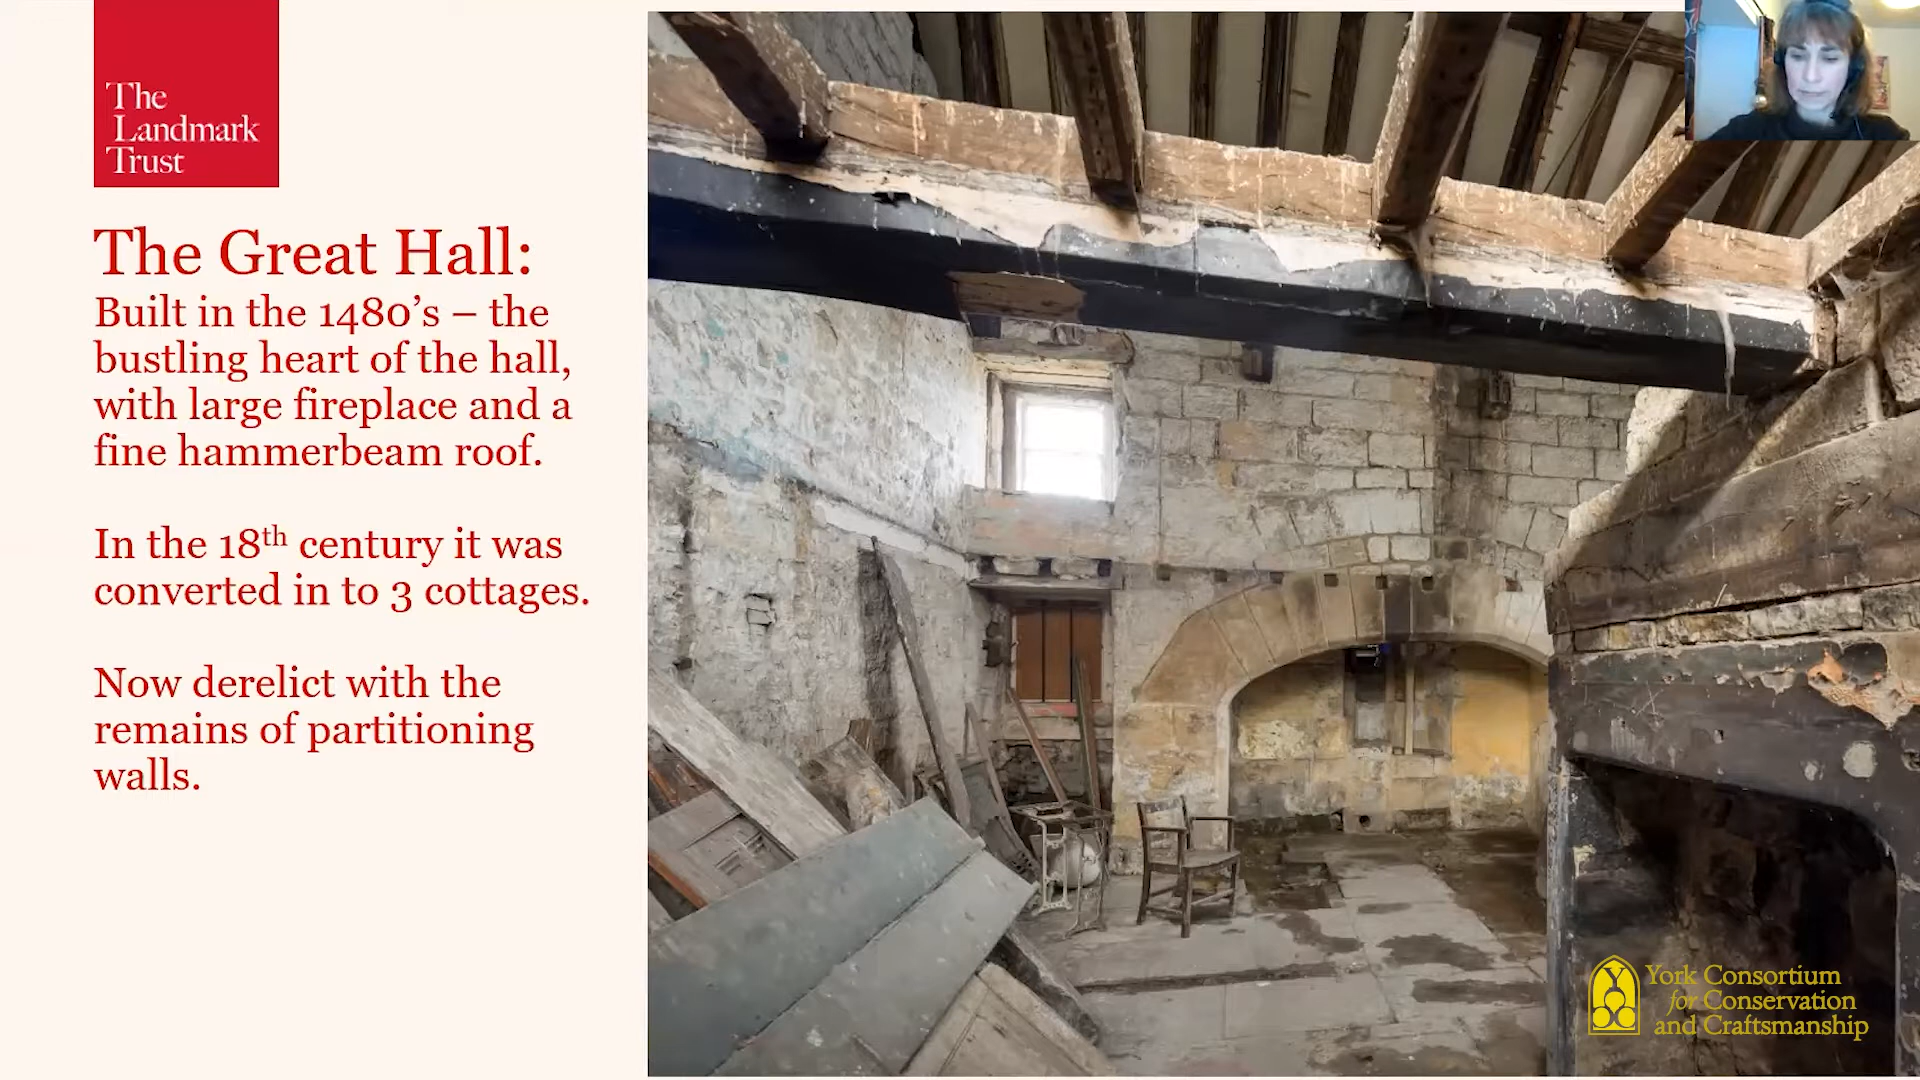 The
Landmark
Trust
The Great Hall:
Built in the 1480’s – the
bustling heart of the hall,
with large fireplace and a
fine hammerbeam roof.
In the 18th century it was
converted in to 3 cottages.
Now derelict with the
remains of partitioning
walls.
York Consortium
for Conservation
and Craftsmanship